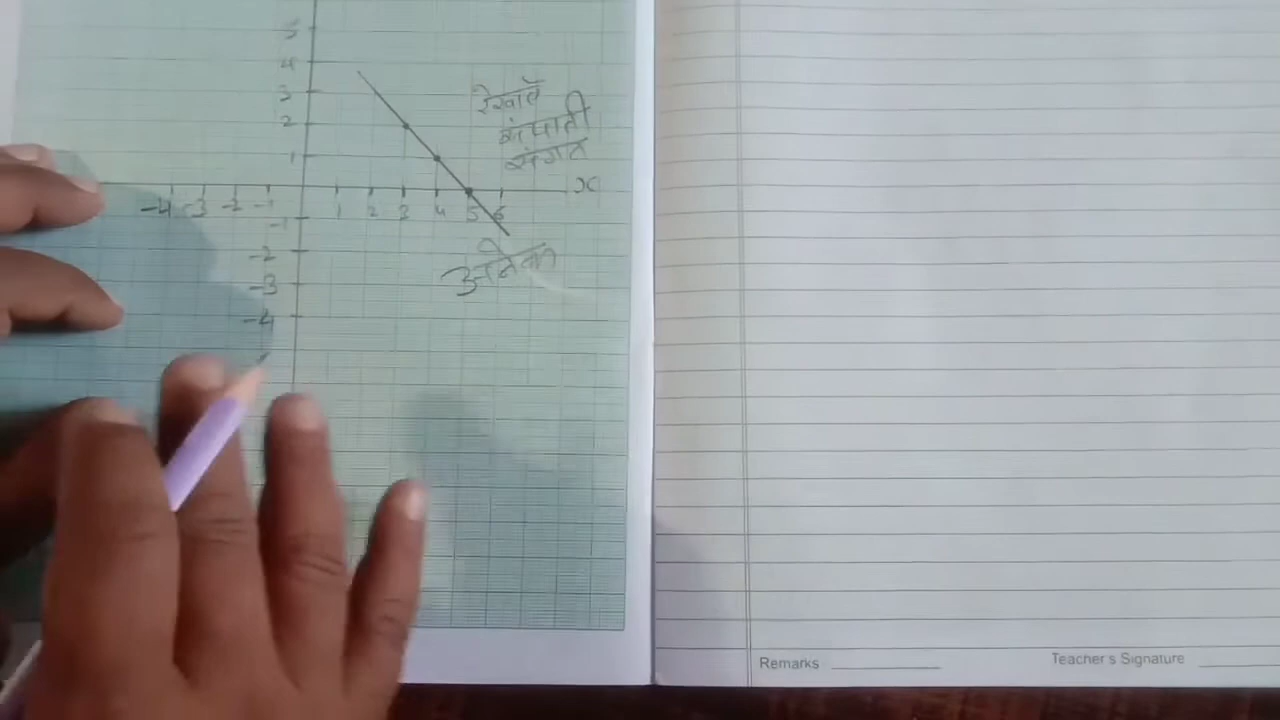 5
4
3
2
1
रेखाएँ
संपाती
संगत
-4 -3 -2 -1 1 2 3 4 5 6 x
-1
-2
-3
-4
अनेक
Remarks
Teacher's Signature